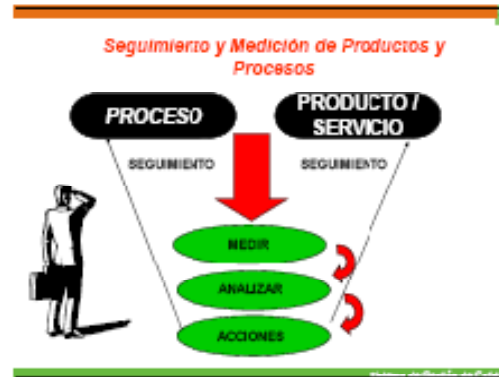 Seguimiento y Medición de Productos y
Procesos
PROCESO
PRODUCTO /
SERVICIO
SEGUIMIENTO
SEGUIMIENTO
MEDIR
ANALIZAR
ACCIONES